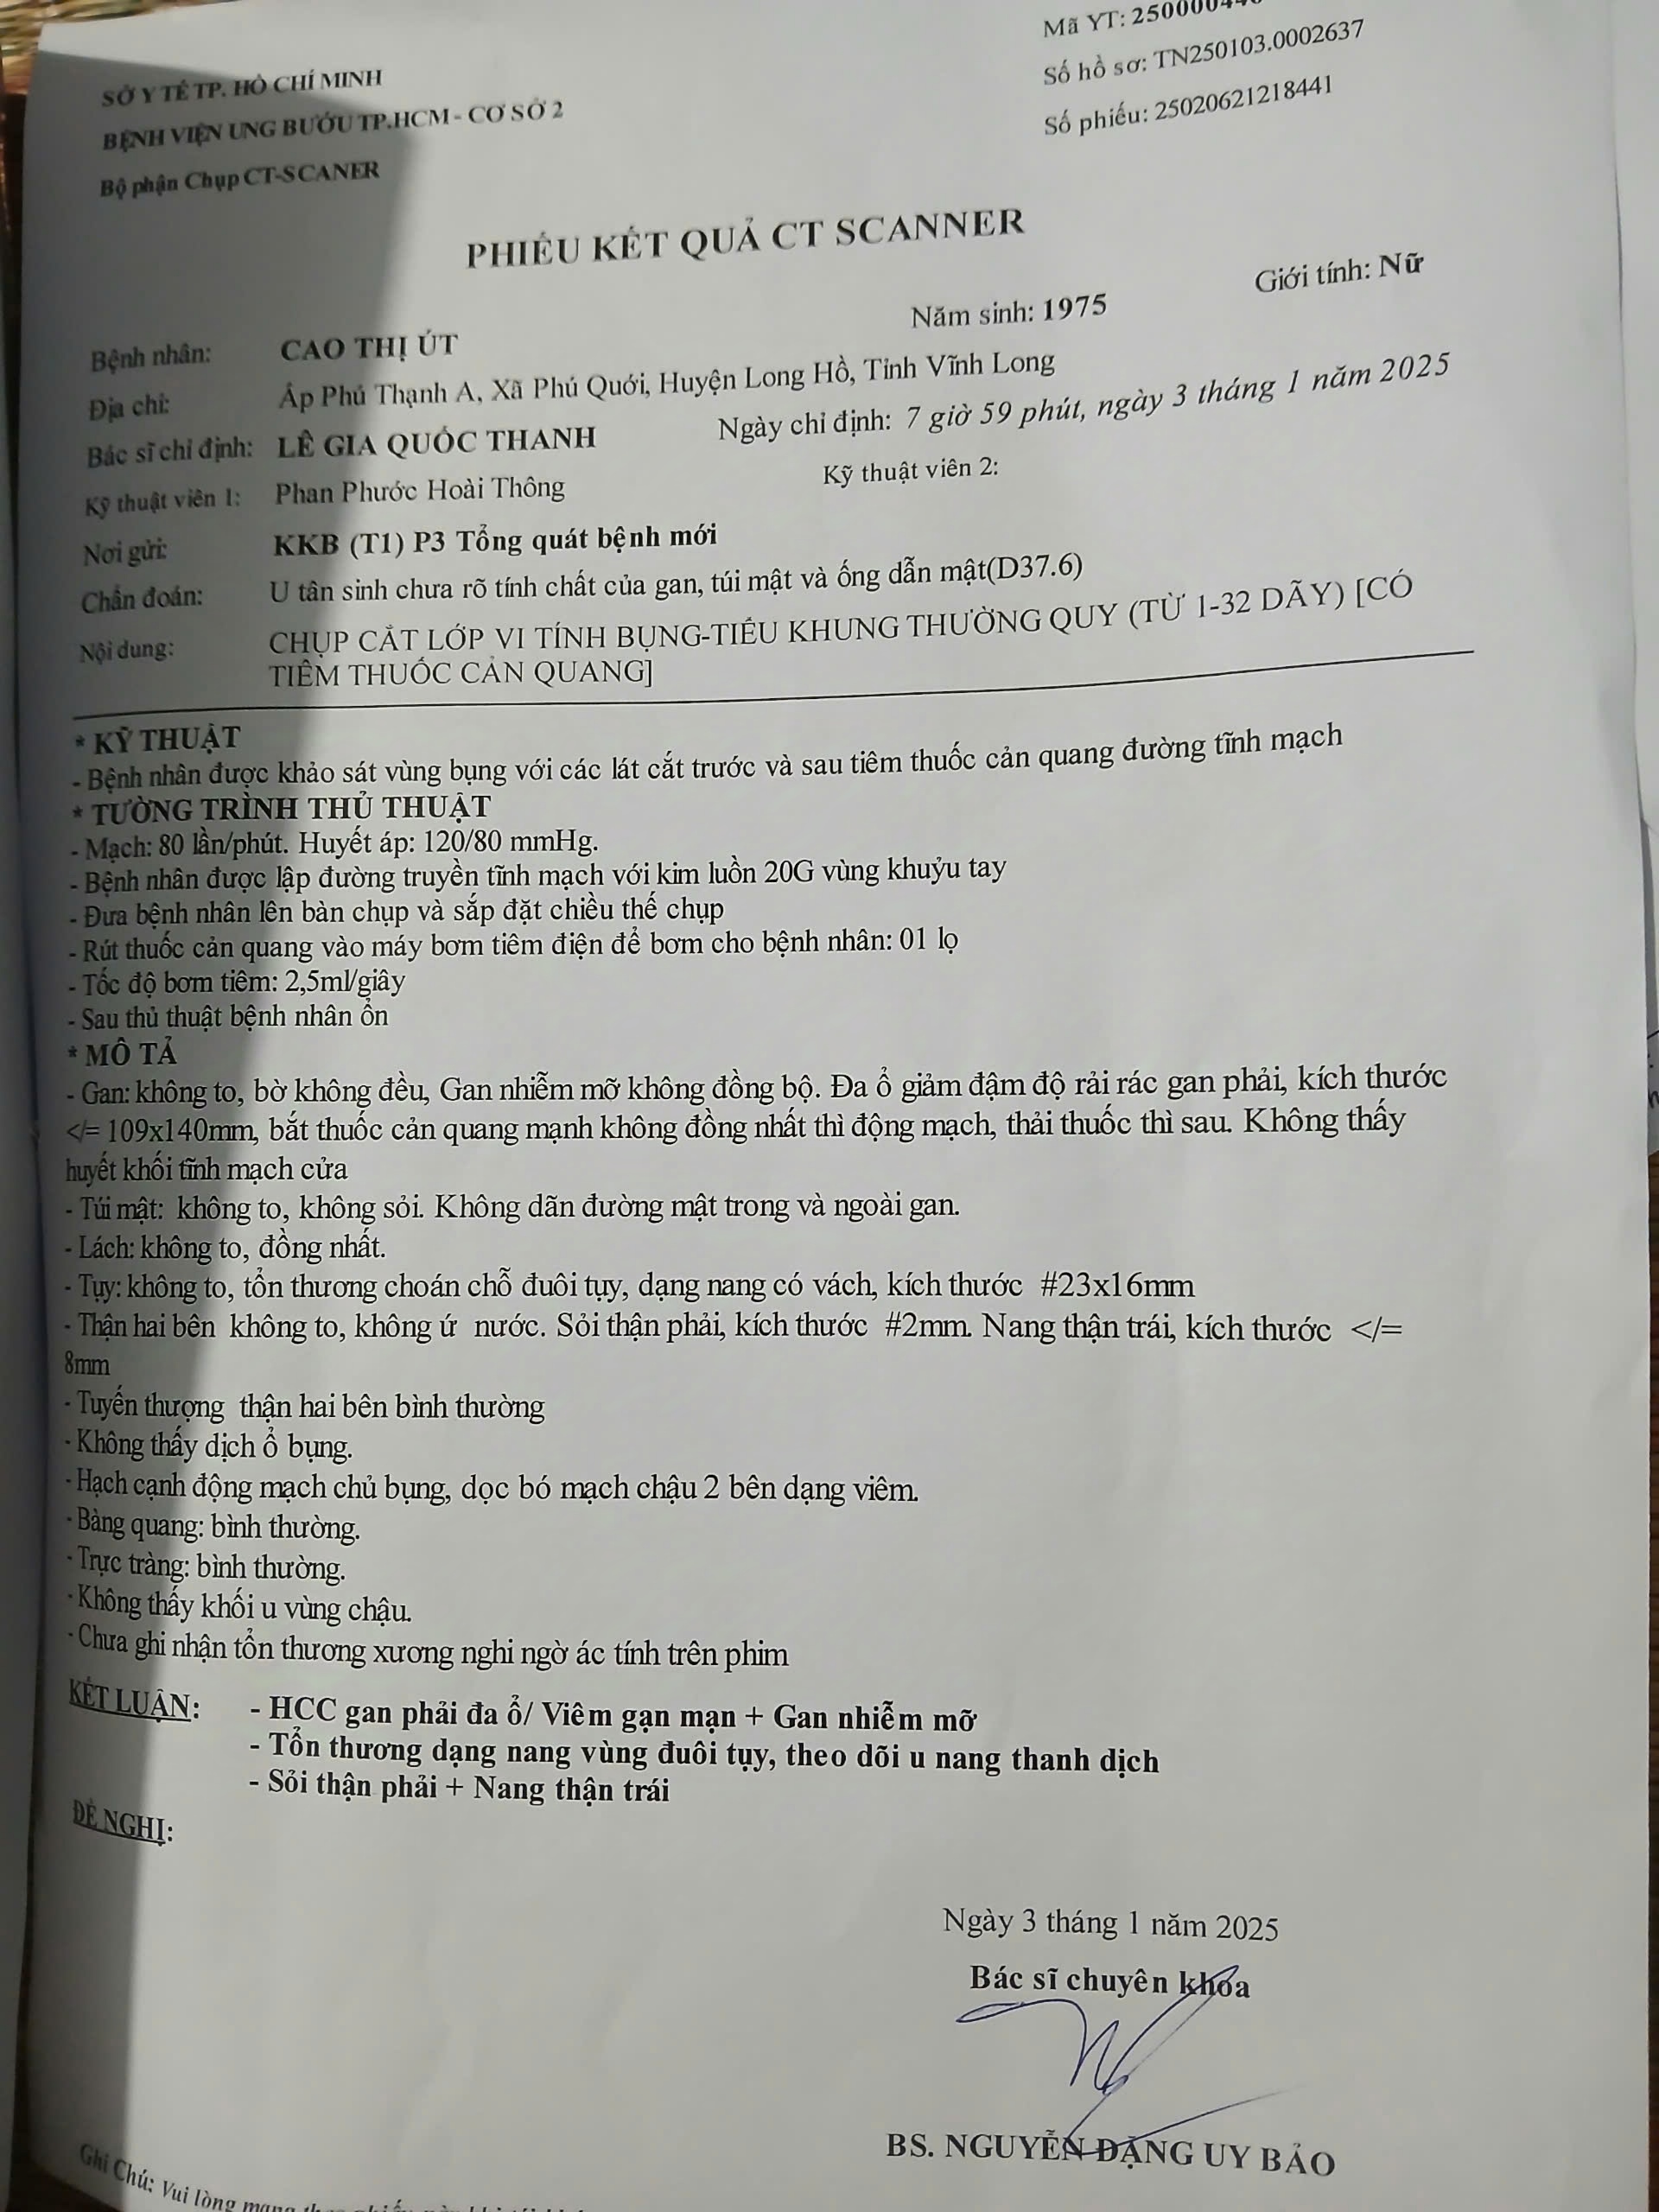 Mã YT: 250000
SỞ Y TẾ TP. HỒ CHÍ MINH
Số hồ sơ: TN250103.0002637
BỆNH VIỆN UNG BƯỚU TP.HCM - CƠ SỞ 2
Số phiếu: 25020621218441
Bộ phận Chụp CT-SCANER
PHIẾU KẾT QUẢ CT SCANNER
Bệnh nhân: CAO THỊ ÚT Năm sinh: 1975 Giới tính: Nữ
Địa chỉ: Ấp Phú Thạnh A, Xã Phú Quới, Huyện Long Hồ, Tỉnh Vĩnh Long
Bác sĩ chỉ định: LÊ GIA QUỐC THANH Ngày chỉ định: 7 giờ 59 phút, ngày 3 tháng 1 năm 2025
Kỹ thuật viên 1: Phan Phước Hoài Thông Kỹ thuật viên 2:
Nơi gửi: KKB (T1) P3 Tổng quát bệnh mới
Chẩn đoán: U tân sinh chưa rõ tính chất của gan, túi mật và ống dẫn mật(D37.6)
Nội dung: CHỤP CẮT LỚP VI TÍNH BỤNG-TIỂU KHUNG THƯỜNG QUY (TỪ 1-32 DÃY) [CÓ
TIÊM THUỐC CẢN QUANG]
* KỸ THUẬT
- Bệnh nhân được khảo sát vùng bụng với các lát cắt trước và sau tiêm thuốc cản quang đường tĩnh mạch
* TƯỜNG TRÌNH THỦ THUẬT
- Mạch: 80 lần/phút. Huyết áp: 120/80 mmHg.
- Bệnh nhân được lập đường truyền tĩnh mạch với kim luồn 20G vùng khuỷu tay
- Đưa bệnh nhân lên bàn chụp và sắp đặt chiều thế chụp
- Rút thuốc cản quang vào máy bơm tiêm điện để bơm cho bệnh nhân: 01 lọ
- Tốc độ bơm tiêm: 2,5ml/giây
- Sau thủ thuật bệnh nhân ổn
* MÔ TẢ
- Gan: không to, bờ không đều, Gan nhiễm mỡ không đồng bộ. Đa ổ giảm đậm độ rải rác gan phải, kích thước
</= 109x140mm, bắt thuốc cản quang mạnh không đồng nhất thì động mạch, thải thuốc thì sau. Không thấy
huyết khối tĩnh mạch cửa
- Túi mật: không to, không sỏi. Không dãn đường mật trong và ngoài gan.
- Lách: không to, đồng nhất.
- Tụy: không to, tổn thương choán chỗ đuôi tụy, dạng nang có vách, kích thước #23x16mm
- Thận hai bên không to, không ứ nước. Sỏi thận phải, kích thước #2mm. Nang thận trái, kích thước </=
8mm
- Tuyến thượng thận hai bên bình thường
- Không thấy dịch ổ bụng.
- Hạch cạnh động mạch chủ bụng, dọc bó mạch chậu 2 bên dạng viêm.
- Bàng quang: bình thường.
- Trực tràng: bình thường.
- Không thấy khối u vùng chậu.
- Chưa ghi nhận tổn thương xương nghi ngờ ác tính trên phim
KẾT LUẬN: - HCC gan phải đa ổ/ Viêm gạn mạn + Gan nhiễm mỡ
- Tổn thương dạng nang vùng đuôi tụy, theo dõi u nang thanh dịch
- Sỏi thận phải + Nang thận trái
ĐỀ NGHỊ:
Ngày 3 tháng 1 năm 2025
Bác sĩ chuyên khoa
BS. NGUYỄN ĐẶNG UY BẢO
Ghi Chú: Vui lòng mang